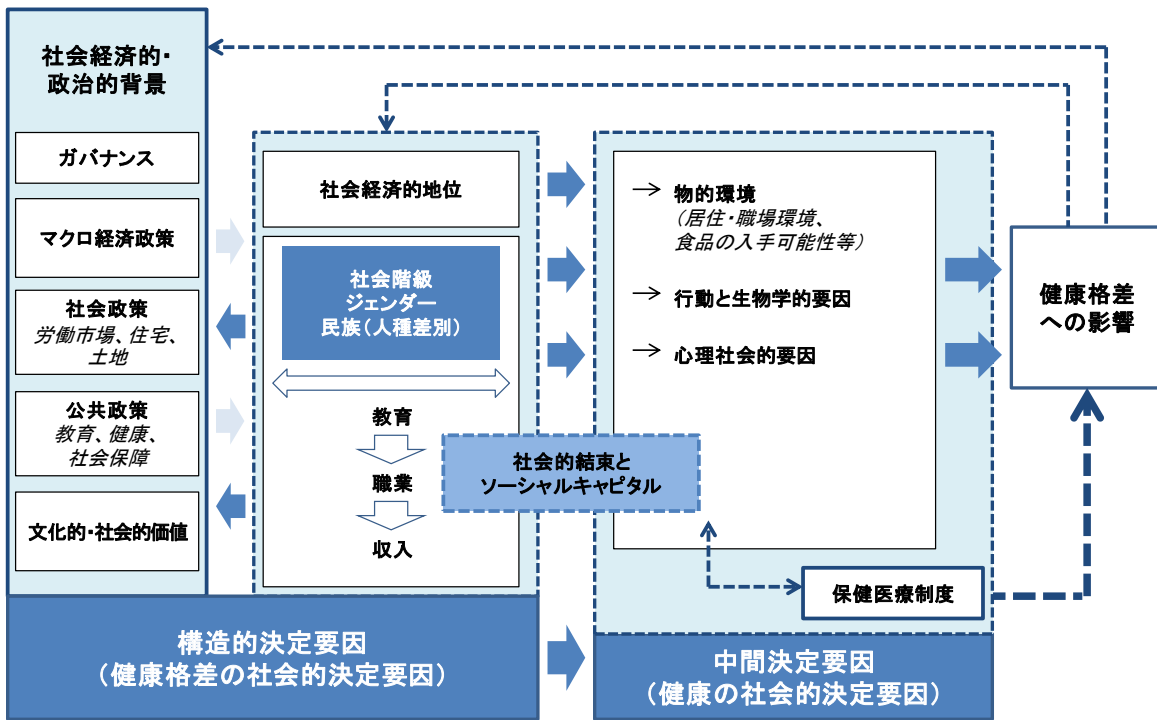 社会経済的・
政治的背景
ガバナンス
マクロ経済政策
社会政策
労働市場、住宅、
土地
公共政策
教育、健康、
社会保障
文化的・社会的価値
社会経済的地位
社会階級
ジェンダー
民族（人種差別）
教育
職業
収入
社会的結束と
ソーシャルキャピタル
物的環境
（居住・職場環境、
食品の入手可能性等）
行動と生物学的要因
心理社会的要因
保健医療制度
健康格差
への影響
構造的決定要因
（健康格差の社会的決定要因）
中間決定要因
（健康の社会的決定要因）